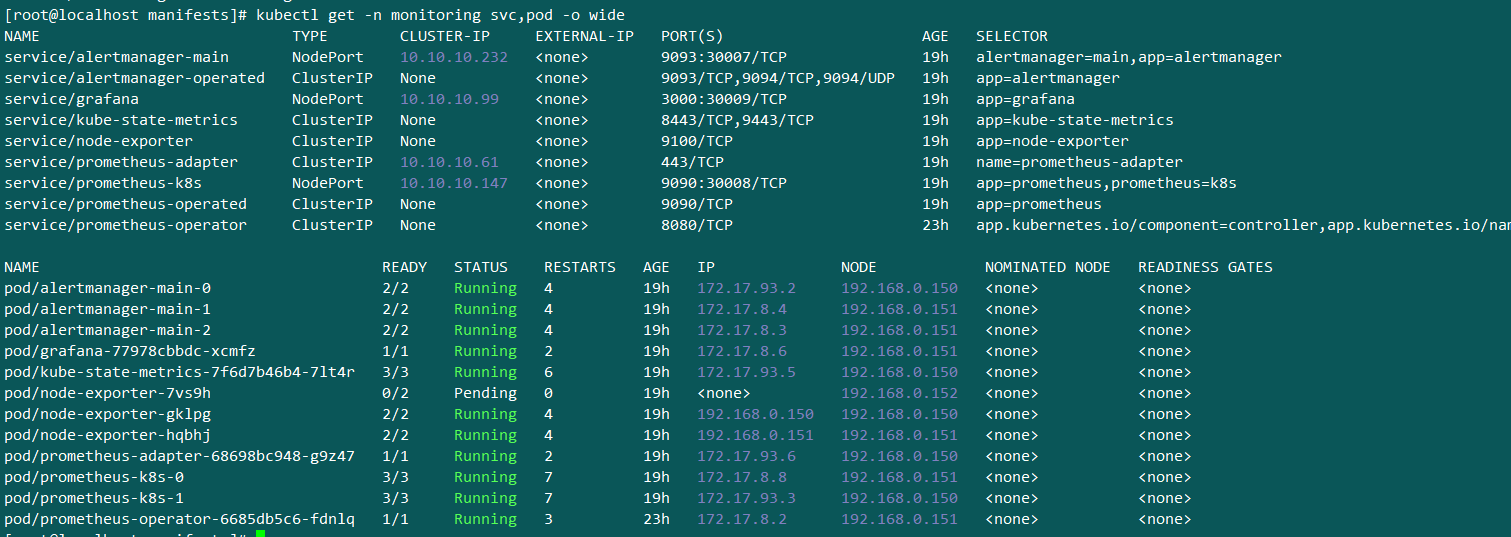 [root@localhost manifests]# kubectl get -n monitoring svc,pod -o wide
NAME TYPE CLUSTER-IP EXTERNAL-IP PORT(S) AGE SELECTOR
service/alertmanager-main NodePort 10.10.10.232 <none> 9093:30007/TCP 19h alertmanager=main,app=alertmanager
service/alertmanager-operated ClusterIP None <none> 9093/TCP,9094/TCP,9094/UDP 19h app=alertmanager
service/grafana NodePort 10.10.10.99 <none> 3000:30009/TCP 19h app=grafana
service/kube-state-metrics ClusterIP None <none> 8443/TCP,9443/TCP 19h app=kube-state-metrics
service/node-exporter ClusterIP None <none> 9100/TCP 19h app=node-exporter
service/prometheus-adapter ClusterIP 10.10.10.61 <none> 443/TCP 19h name=prometheus-adapter
service/prometheus-k8s NodePort 10.10.10.147 <none> 9090:30008/TCP 19h app=prometheus,prometheus=k8s
service/prometheus-operated ClusterIP None <none> 9090/TCP 19h app=prometheus
service/prometheus-operator ClusterIP None <none> 8080/TCP 23h app.kubernetes.io/component=controller,app.kubernetes.io/nam
NAME READY STATUS RESTARTS AGE IP NODE NOMINATED NODE READINESS GATES
pod/alertmanager-main-0 2/2 Running 4 19h 172.17.93.2 192.168.0.150 <none> <none>
pod/alertmanager-main-1 2/2 Running 4 19h 172.17.8.4 192.168.0.151 <none> <none>
pod/alertmanager-main-2 2/2 Running 4 19h 172.17.8.3 192.168.0.151 <none> <none>
pod/grafana-77978cbbdc-xcmfz 1/1 Running 2 19h 172.17.8.6 192.168.0.151 <none> <none>
pod/kube-state-metrics-7f6d7b46b4-7lt4r 3/3 Running 6 19h 172.17.93.5 192.168.0.150 <none> <none>
pod/node-exporter-7vs9h 0/2 Pending 0 19h <none> 192.168.0.152 <none> <none>
pod/node-exporter-gklpg 2/2 Running 4 19h 192.168.0.150 192.168.0.150 <none> <none>
pod/node-exporter-hqbhj 2/2 Running 4 19h 192.168.0.151 192.168.0.151 <none> <none>
pod/prometheus-adapter-68698bc948-g9z47 1/1 Running 2 19h 172.17.93.6 192.168.0.150 <none> <none>
pod/prometheus-k8s-0 3/3 Running 7 19h 172.17.8.8 192.168.0.151 <none> <none>
pod/prometheus-k8s-1 3/3 Running 7 19h 172.17.93.3 192.168.0.150 <none> <none>
pod/prometheus-operator-6685db5c6-fdnlq 1/1 Running 3 23h 172.17.8.2 192.168.0.151 <none> <none>